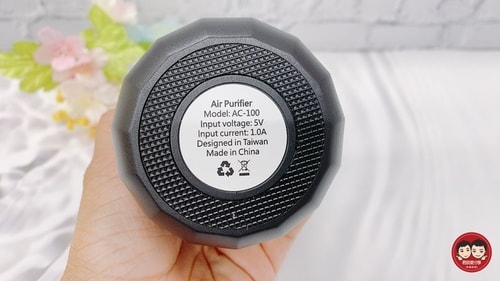 Air Purifier
Model: AC-100
Input voltage: 5V
Input current: 1.0A
Designed in Taiwan
Made in China